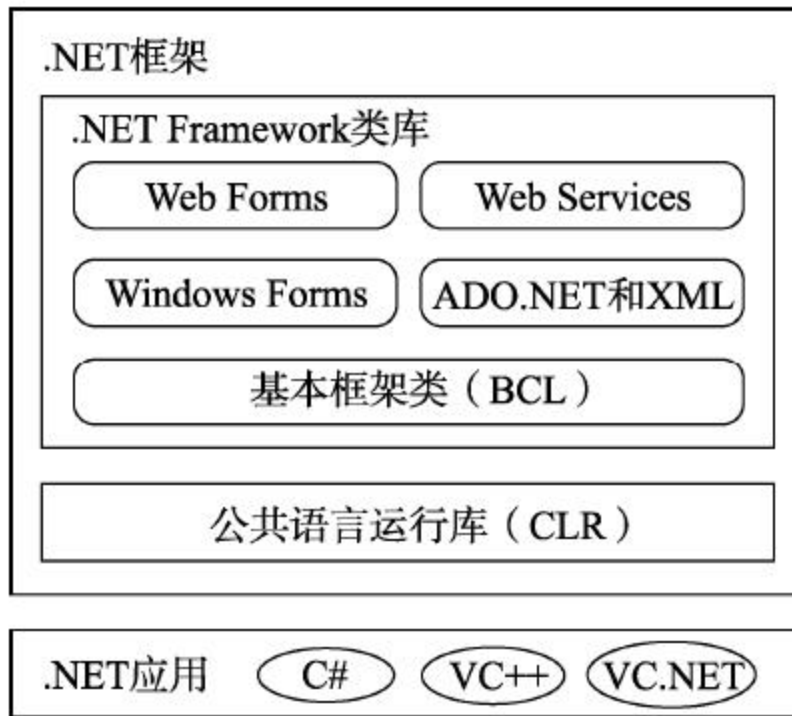 .NET框架
.NET Framework类库
Web Forms
Web Services
Windows Forms
ADO.NET和XML
基本框架类（BCL）
公共语言运行库（CLR）
.NET应用
C#
VC++
VC.NET